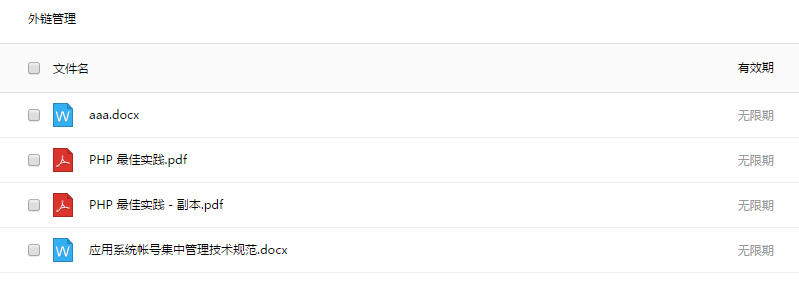 外链管理
文件名 有效期
aaa.docx 无限期
PHP 最佳实践.pdf 无限期
PHP 最佳实践 - 副本.pdf 无限期
应用系统帐号集中管理技术规范.docx 无限期